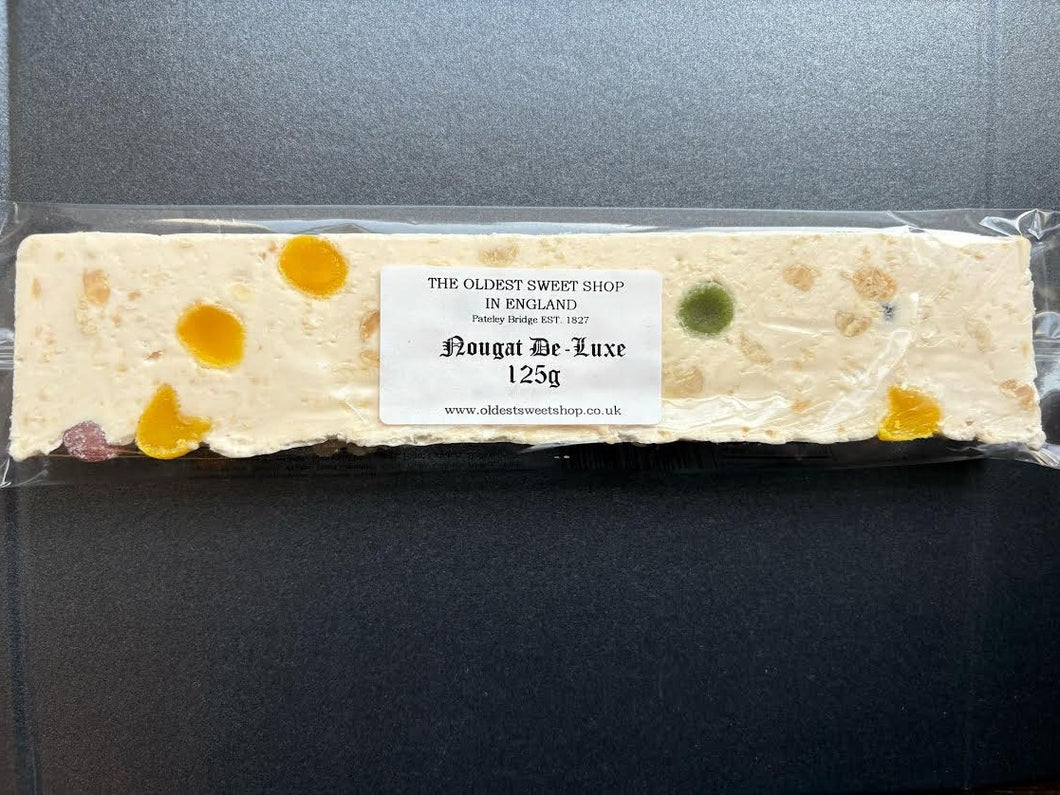 THE OLDEST SWEET SHOP
IN ENGLAND
Pateley Bridge EST. 1827
Nougat De-Luxe
125g
www.oldestsweetshop.co.uk